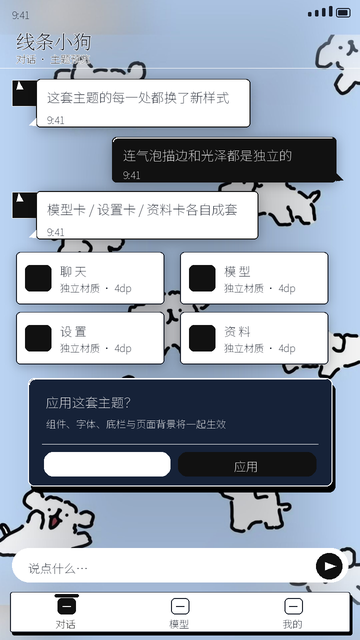 9:41
线条小狗
对话 · 主题
这套主题的每一处都换了新样式
9:41
连气泡描边和光泽都是独立的
9:41
模型卡 / 设置卡 / 资料卡各自成套
9:41
聊天
独立材质 · 4dp
模型
独立材质 · 4dp
设置
独立材质 · 4dp
资料
独立材质 · 4dp
应用这套主题?
组件、字体、底栏与页面背景将一起生效
应用
说点什么…
对话
模型
我的